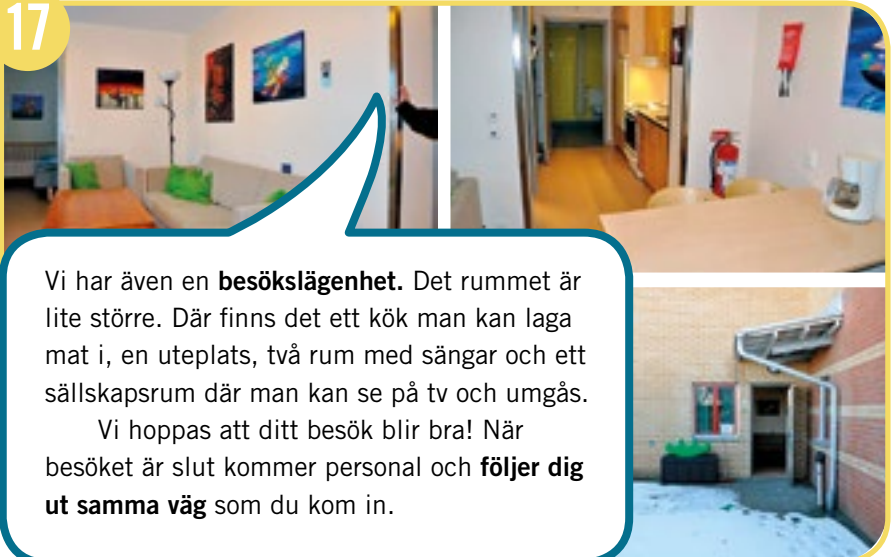 17
Vi har även en besökslägenhet. Det rummet är
lite större. Där finns det ett kök man kan laga
mat i, en uteplats, två rum med sängar och ett
sällskapsrum där man kan se på tv och umgås.
Vi hoppas att ditt besök blir bra! När
besöket är slut kommer personal och följer dig
ut samma väg som du kom in.